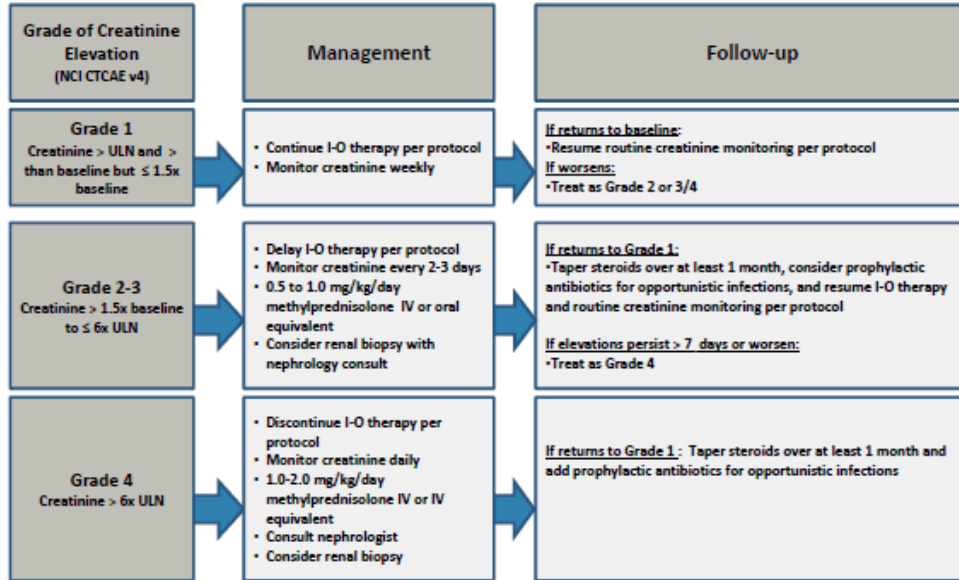 Grade of Creatinine
Elevation
(NCI CTCAE v4)
Management
Follow-up
Grade 1
Creatinine > ULN and >
than baseline but ≤ 1.5x
baseline
• Continue I-O therapy per protocol
• Monitor creatinine weekly
If returns to baseline:
•Resume routine creatinine monitoring per protocol
If worsens:
•Treat as Grade 2 or 3/4
Grade 2-3
Creatinine > 1.5x baseline
to ≤ 6x ULN
• Delay I-O therapy per protocol
• Monitor creatinine every 2-3 days
• 0.5 to 1.0 mg/kg/day
methylprednisolone IV or oral
equivalent
• Consider renal biopsy with
nephrology consult
If returns to Grade 1:
•Taper steroids over at least 1 month, consider prophylactic
antibiotics for opportunistic infections, and resume I-O therapy
and routine creatinine monitoring per protocol
If elevations persist > 7 days or worsen:
•Treat as Grade 4
Grade 4
Creatinine > 6x ULN
• Discontinue I-O therapy per
protocol
• Monitor creatinine daily
• 1.0-2.0 mg/kg/day
methylprednisolone IV or IV
equivalent
• Consult nephrologist
• Consider renal biopsy
If returns to Grade 1 : Taper steroids over at least 1 month and
add prophylactic antibiotics for opportunistic infections